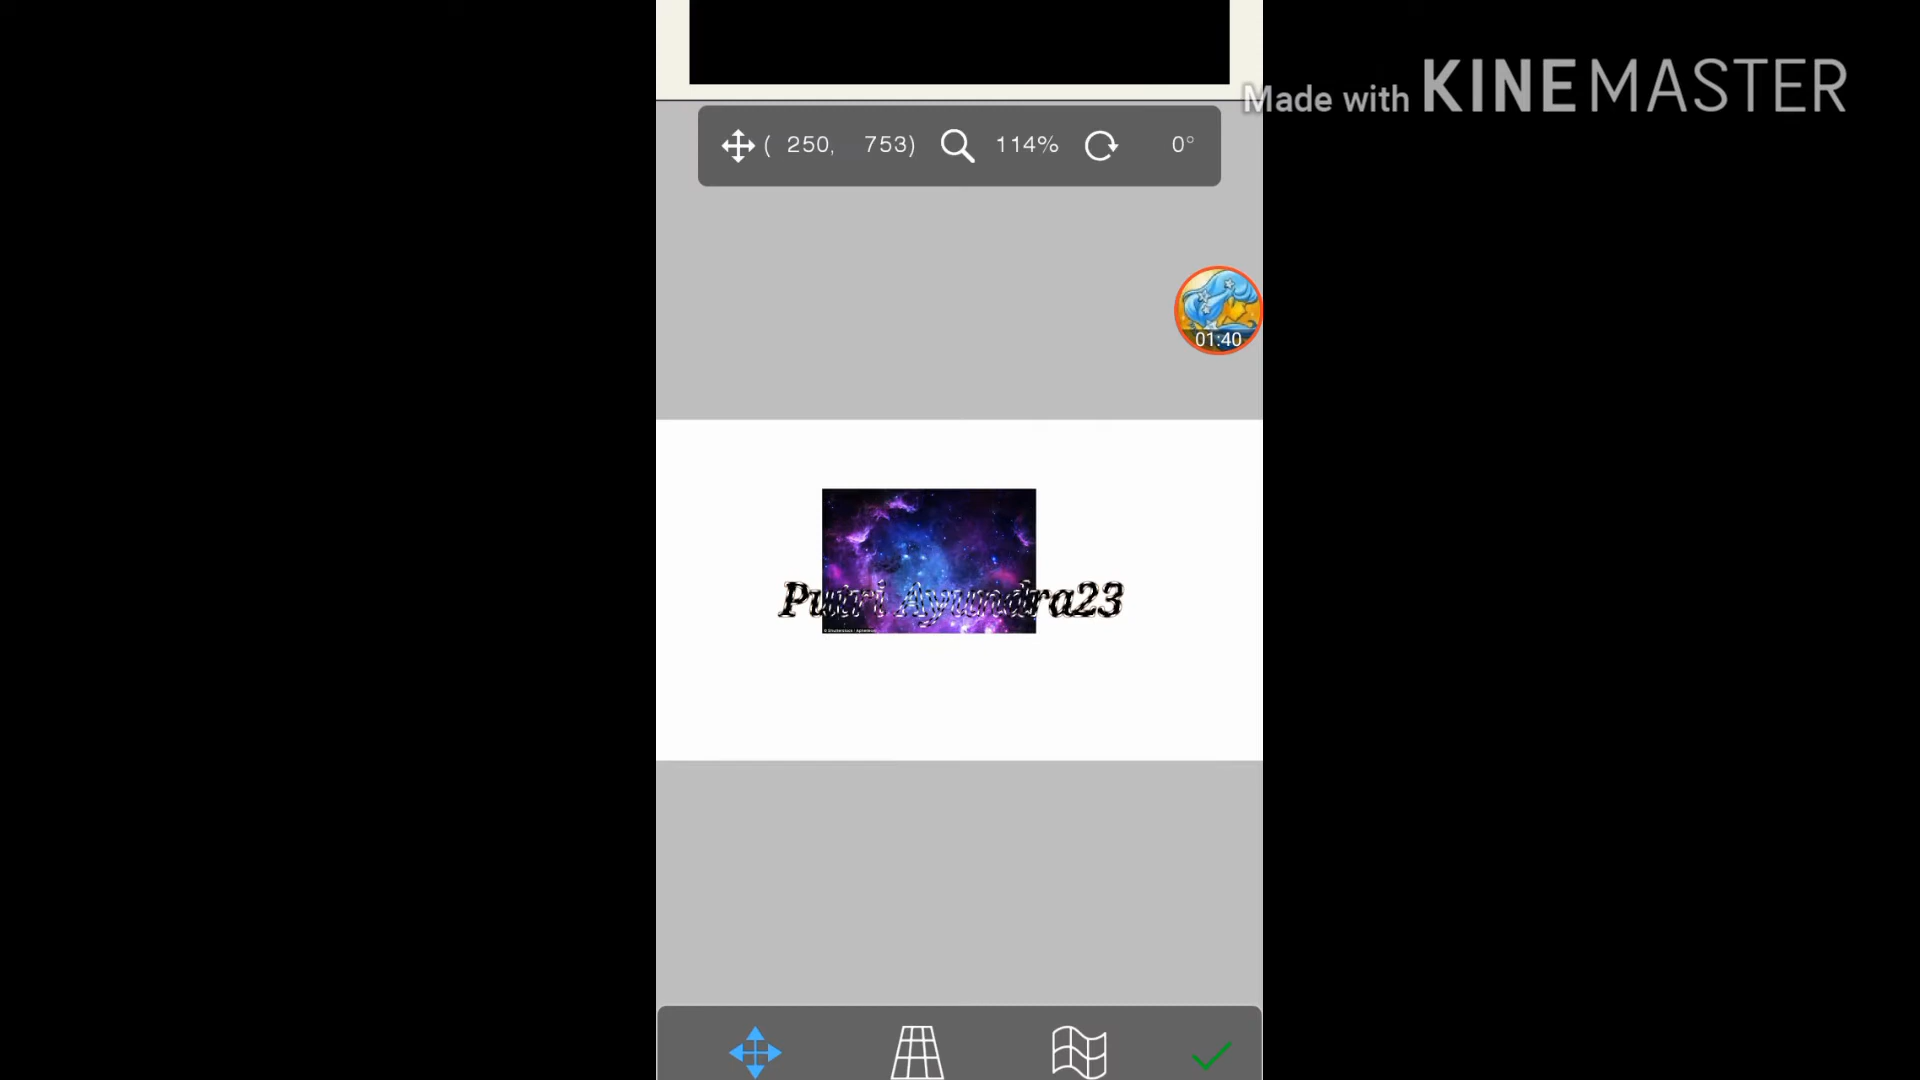 Made with KINEMASTER
( 250, 753) 114% 0°
01:40
Putri Ayundra23